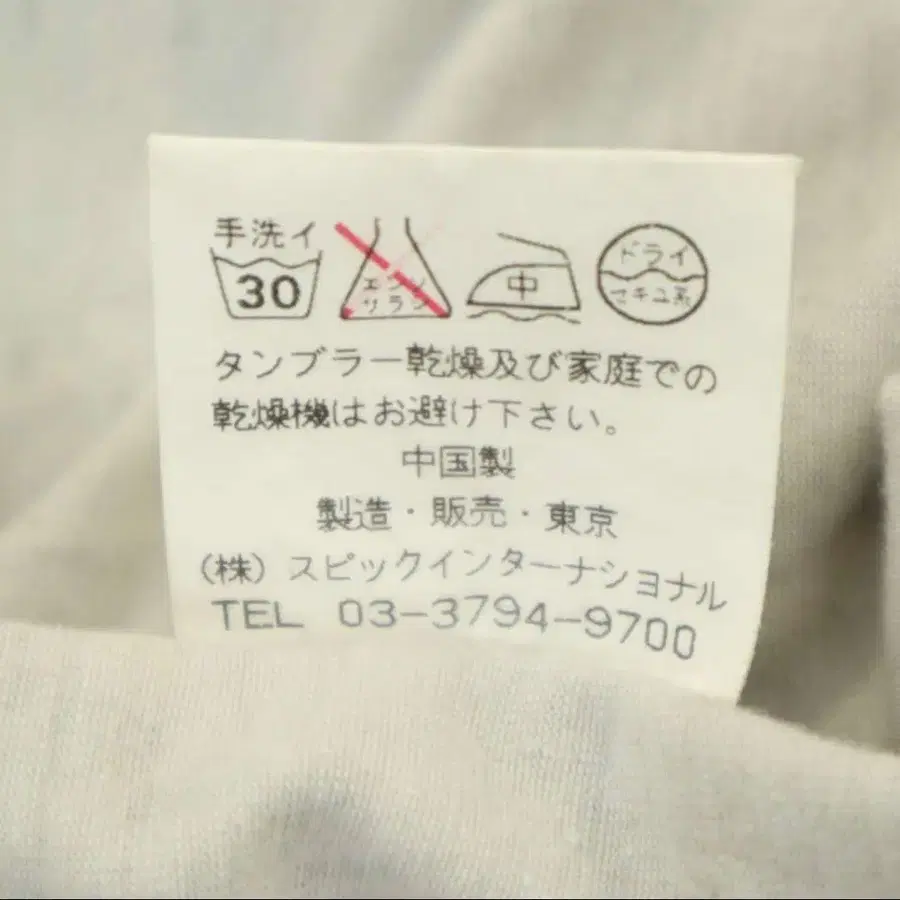 手洗イ
30
エンソ
サラシ
中
ドライ
セキユ系
タンブラー乾燥及び家庭での
乾燥機はお避け下さい。
中国製
製造・販売・東京
(株)スピックインターナショナル
TEL 03-3794-9700